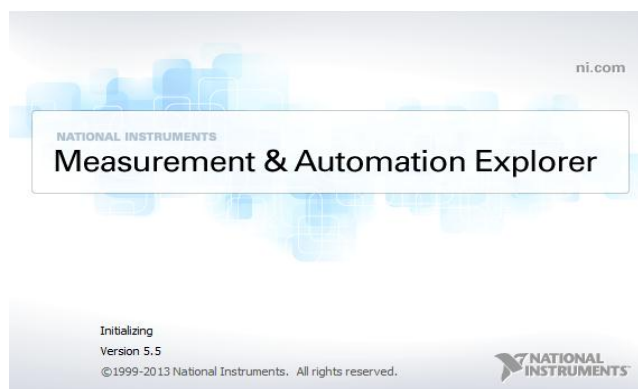 ni.com
NATIONAL INSTRUMENTS
Measurement & Automation Explorer
Initializing
Version 5.5
©1999-2013 National Instruments. All rights reserved.
NATIONAL
INSTRUMENTS